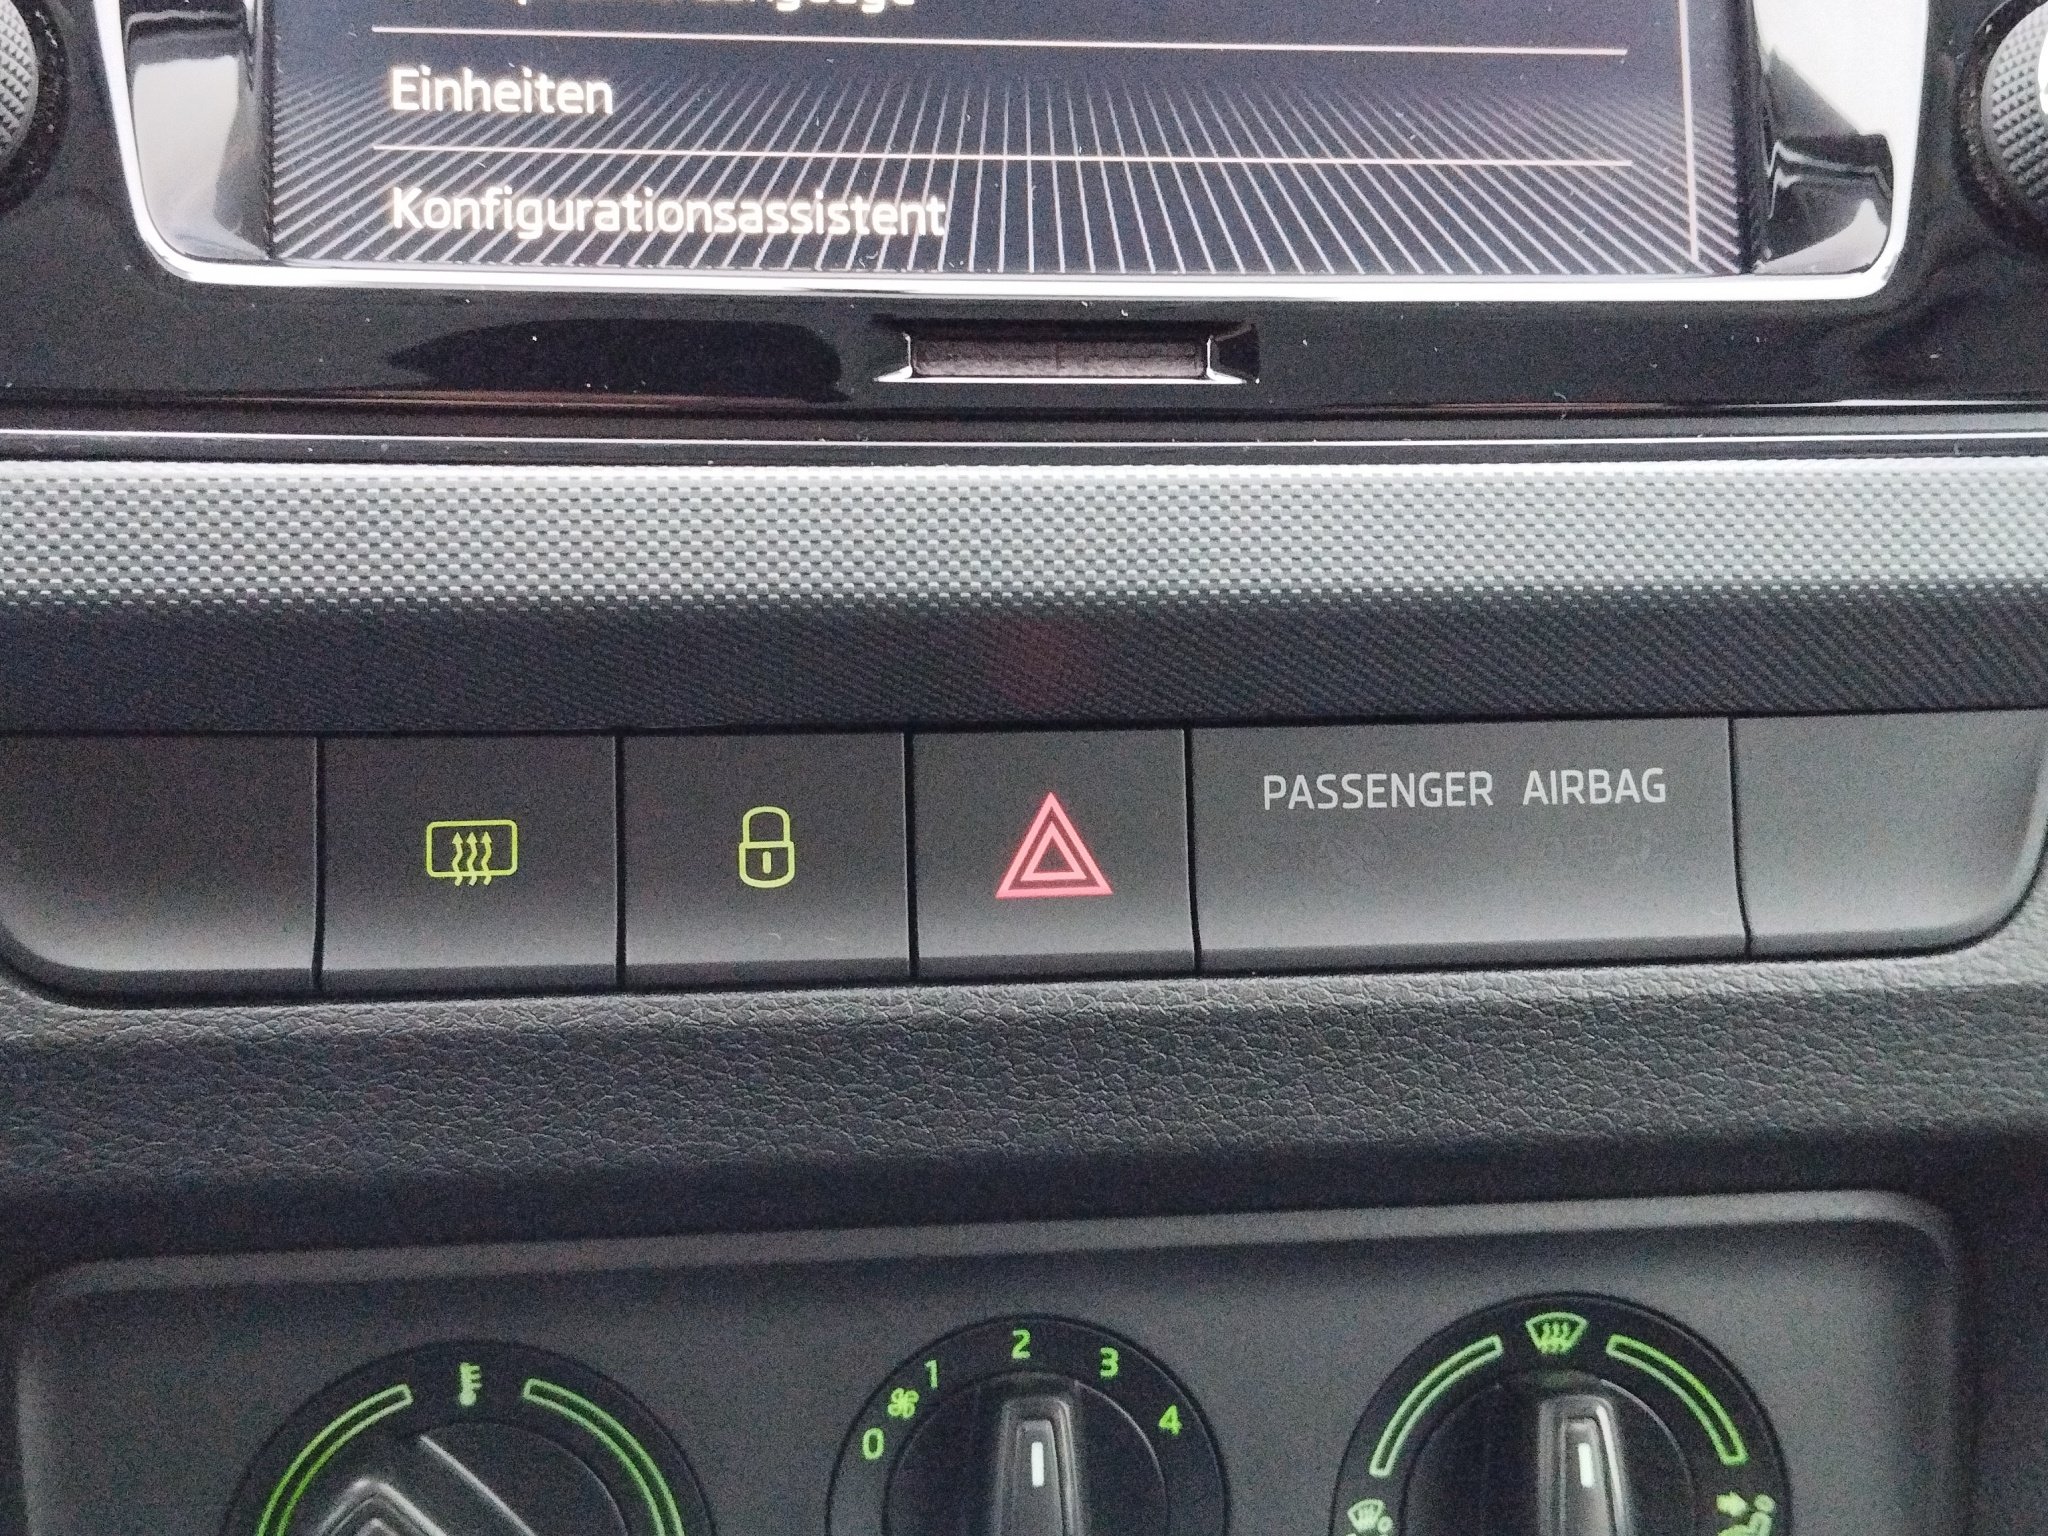 Einheiten
Konfigurationsassistent
PASSENGER AIRBAG
0 1 2 3 4